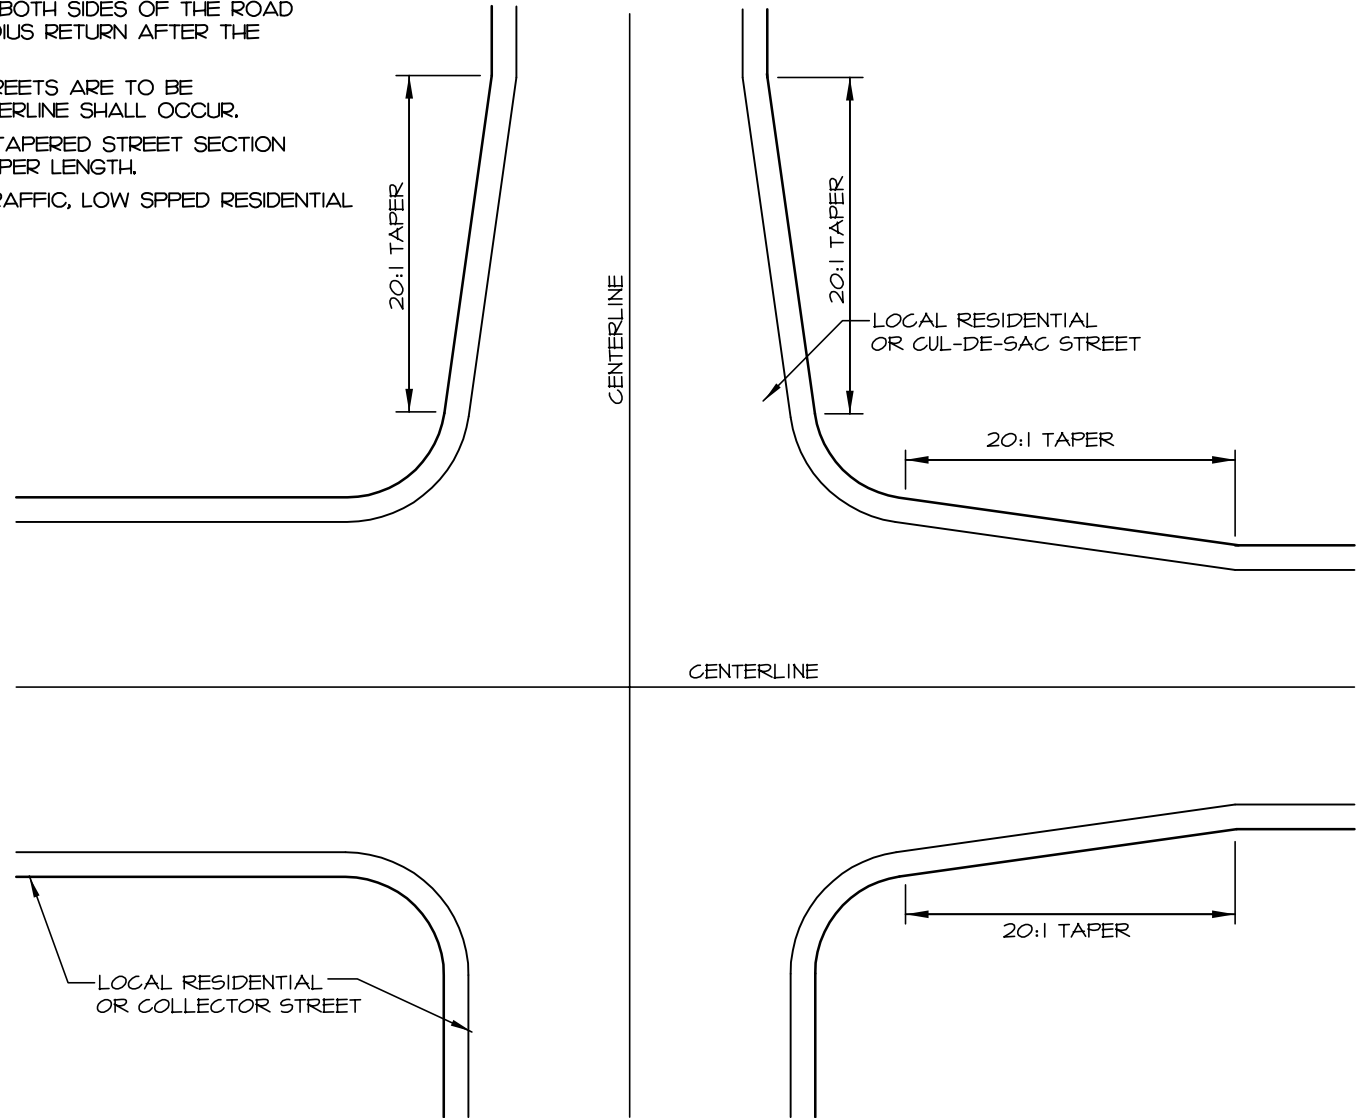 BOTH SIDES OF THE ROAD
DIUS RETURN AFTER THE
REETS ARE TO BE
ERLINE SHALL OCCUR.
TAPERED STREET SECTION
PER LENGTH.
RAFFIC, LOW SPPED RESIDENTIAL
20:1 TAPER
CENTERLINE
20:1 TAPER
LOCAL RESIDENTIAL
OR CUL-DE-SAC STREET
20:1 TAPER
CENTERLINE
20:1 TAPER
LOCAL RESIDENTIAL
OR COLLECTOR STREET